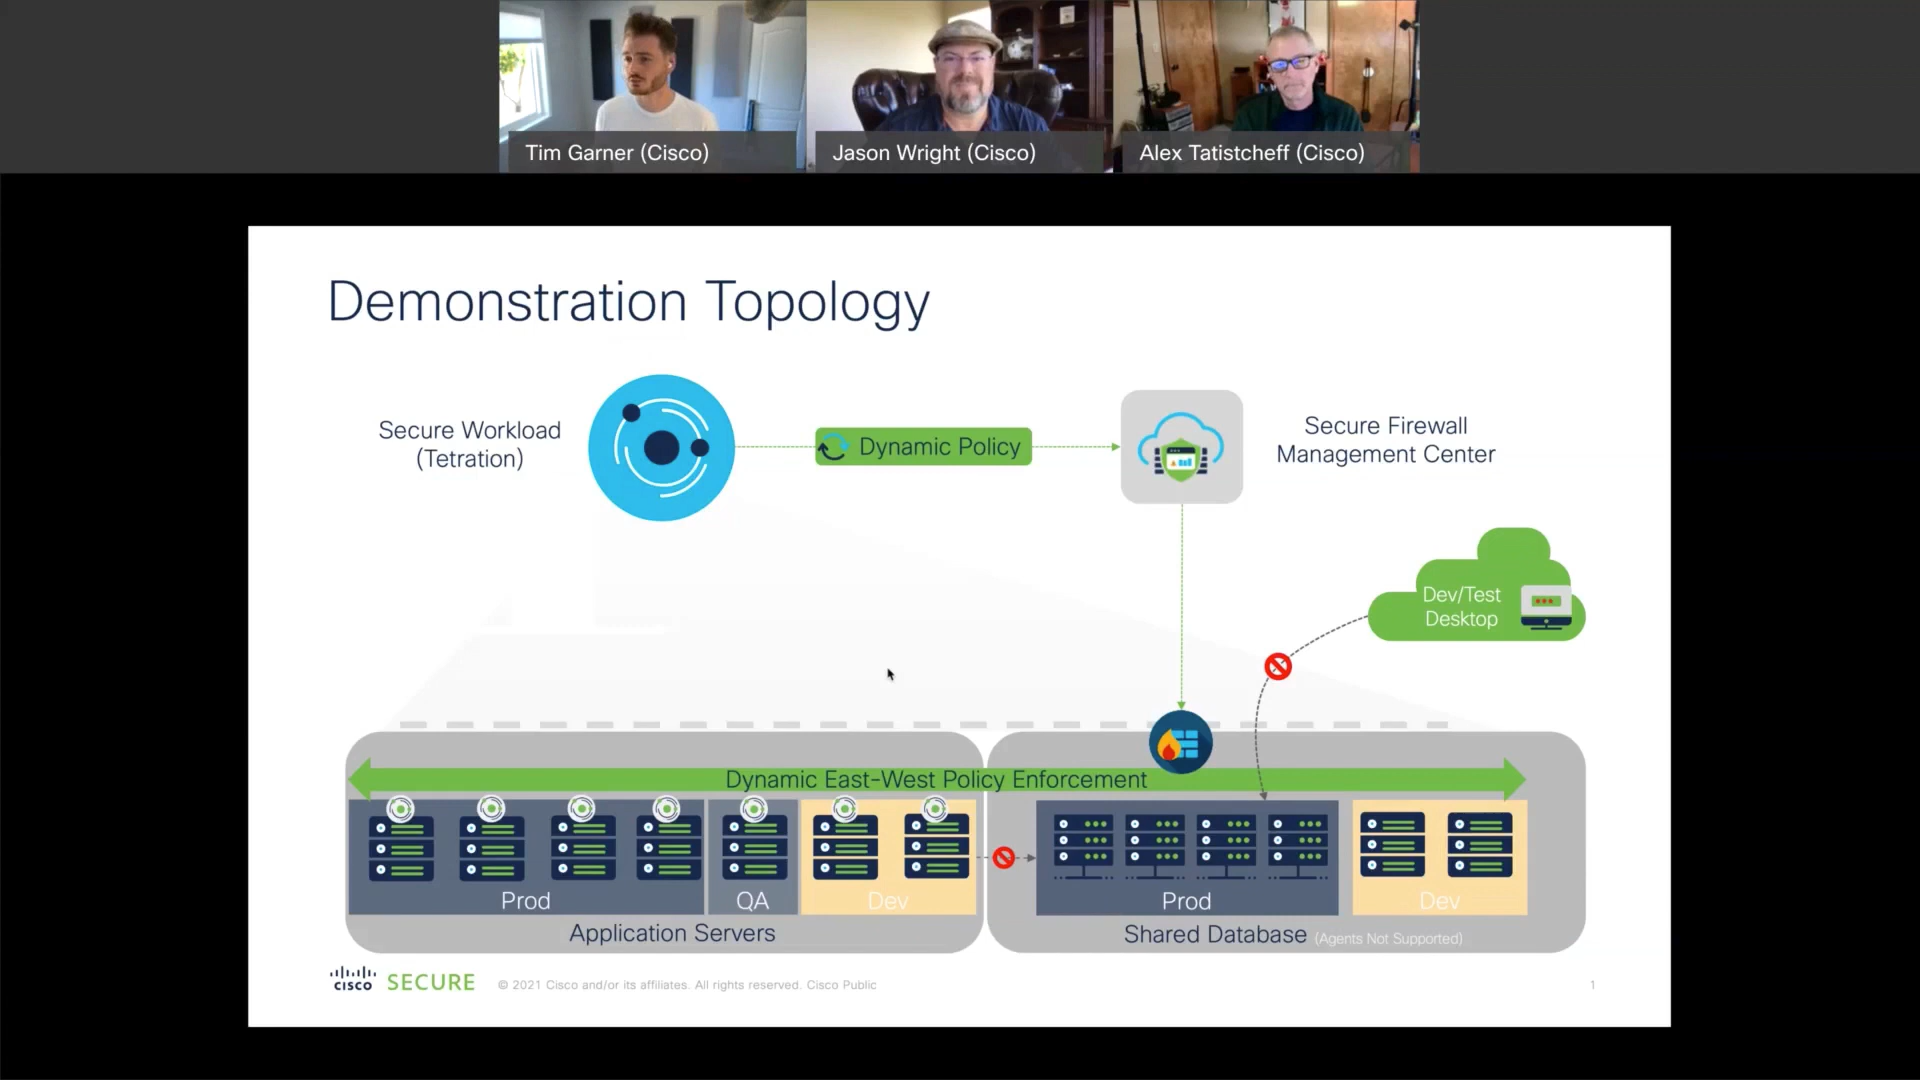 Tim Garner (Cisco)
Jason Wright (Cisco)
Alex Tatistcheff (Cisco)
Demonstration Topology
Secure Workload
(Tetration)
Dynamic Policy
Secure Firewall
Management Center
Dev/Test
Desktop
Dynamic East-West Policy Enforcement
Prod
QA
Dev
Prod
Dev
Application Servers
Shared Database (Agents Not Supported)
cisco SECURE
© 2021 Cisco and/or its affiliates. All rights reserved. Cisco Public
1